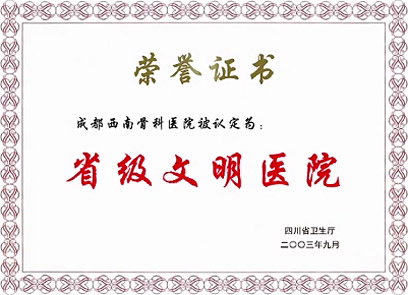 荣誉证书
成都西南骨科医院被认定为：
省级文明医院
四川省卫生厅
二〇〇三年九月